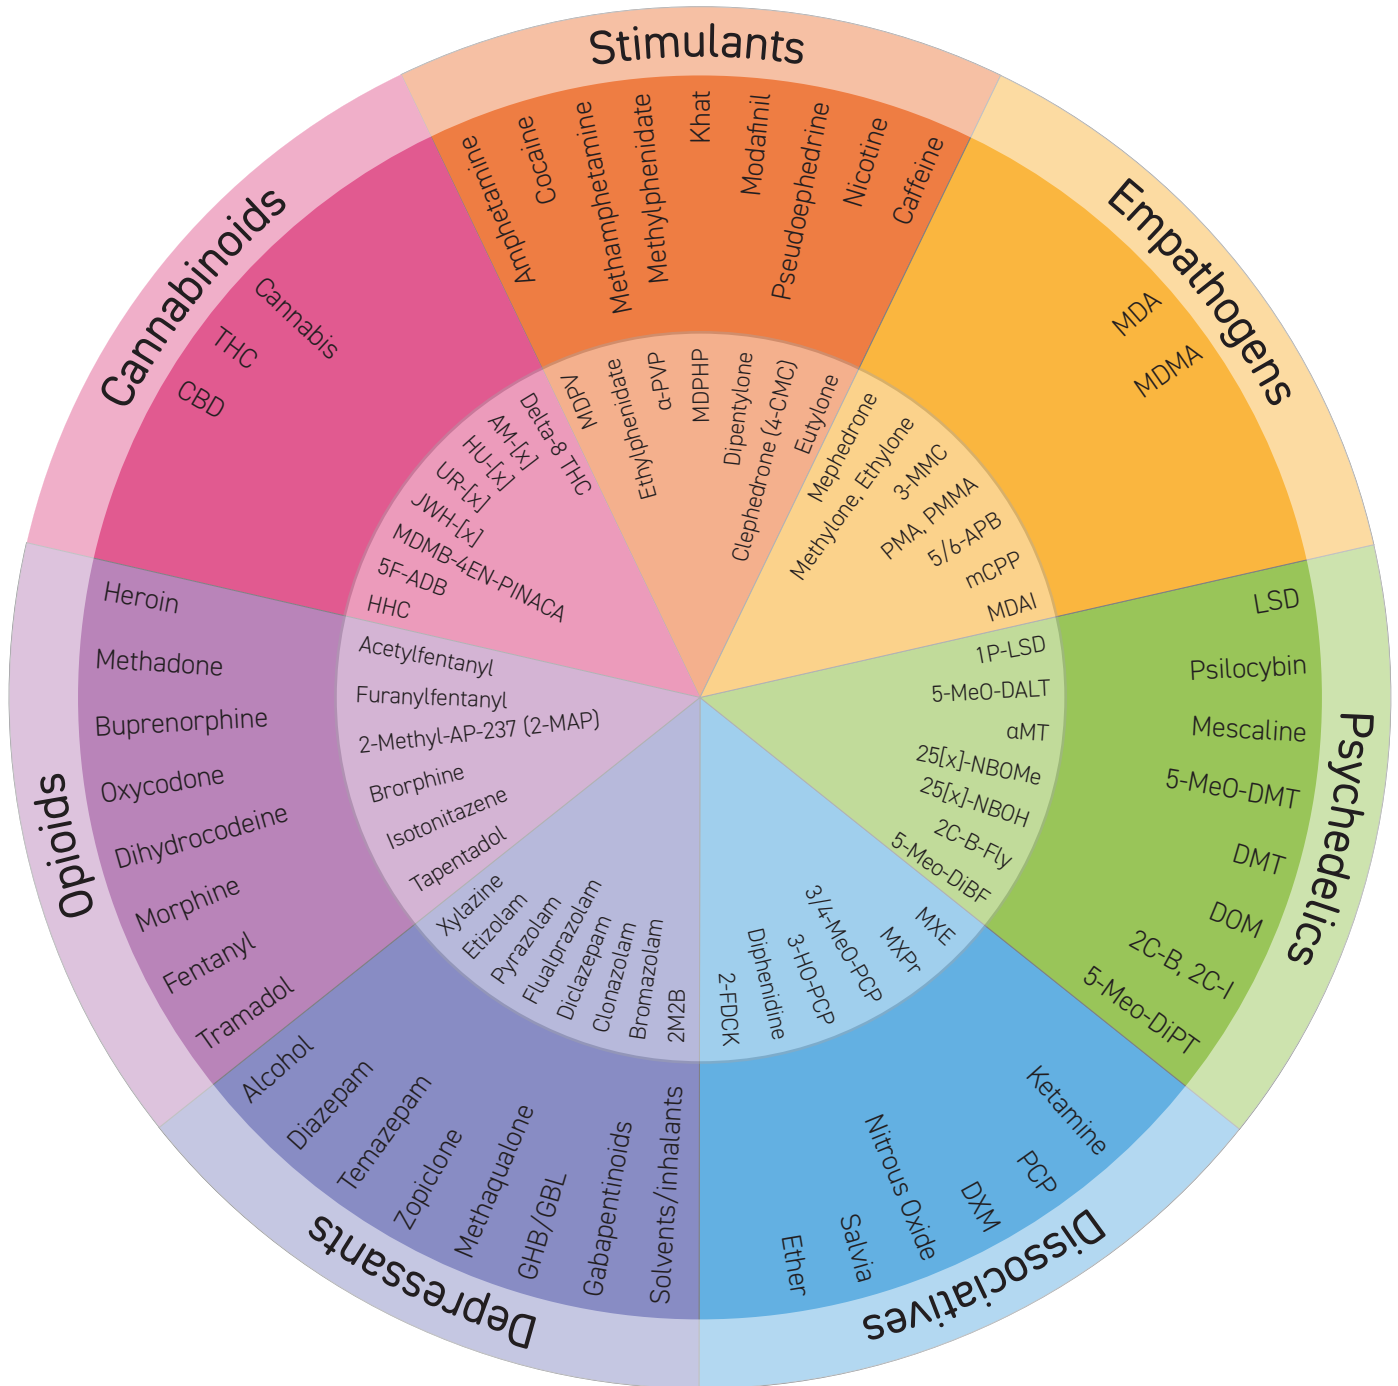 Stimulants
Amphetamine
Cocaine
Methamphetamine
Methylphenidate
Khat
Modafinil
Pseudoephedrine
Nicotine
Caffeine
MDPV
Ethylphenidate
α-PVP
MDPHP
Dipentylone
Clephedrone (4-CMC)
Eutylone
Empathogens
MDA
MDMA
Mephedrone
Methylone, Ethylone
3-MMC
PMA, PMMA
5/6-APB
mCPP
MDAI
Psychedelics
LSD
Psilocybin
Mescaline
5-MeO-DMT
DMT
DOM
2C-B, 2C-I
5-Meo-DiPT
1P-LSD
5-MeO-DALT
αMT
25[x]-NBOMe
25[x]-NBOH
2C-B-Fly
5-Meo-DiBF
Dissociatives
Ketamine
PCP
DXM
Nitrous Oxide
Salvia
Ether
MXE
MXPr
3/4-MeO-PCP
3-HO-PCP
Diphenidine
2-FDCK
Depressants
Solvents/inhalants
Gabapentinoids
GHB/GBL
Methaqualone
Zopiclone
Temazepam
Diazepam
Alcohol
2M2B
Bromazolam
Clonazolam
Diclazepam
Flualprazolam
Pyrazolam
Etizolam
Xylazine
Opioids
Heroin
Methadone
Buprenorphine
Oxycodone
Dihydrocodeine
Morphine
Fentanyl
Tramadol
Acetylfentanyl
Furanylfentanyl
2-Methyl-AP-237 (2-MAP)
Brorphine
Isotonitazene
Tapentadol
Cannabinoids
Cannabis
THC
CBD
Delta-8 THC
AM-[x]
HU-[x]
UR-[x]
JWH-[x]
MDMB-4EN-PINACA
5F-ADB
HHC